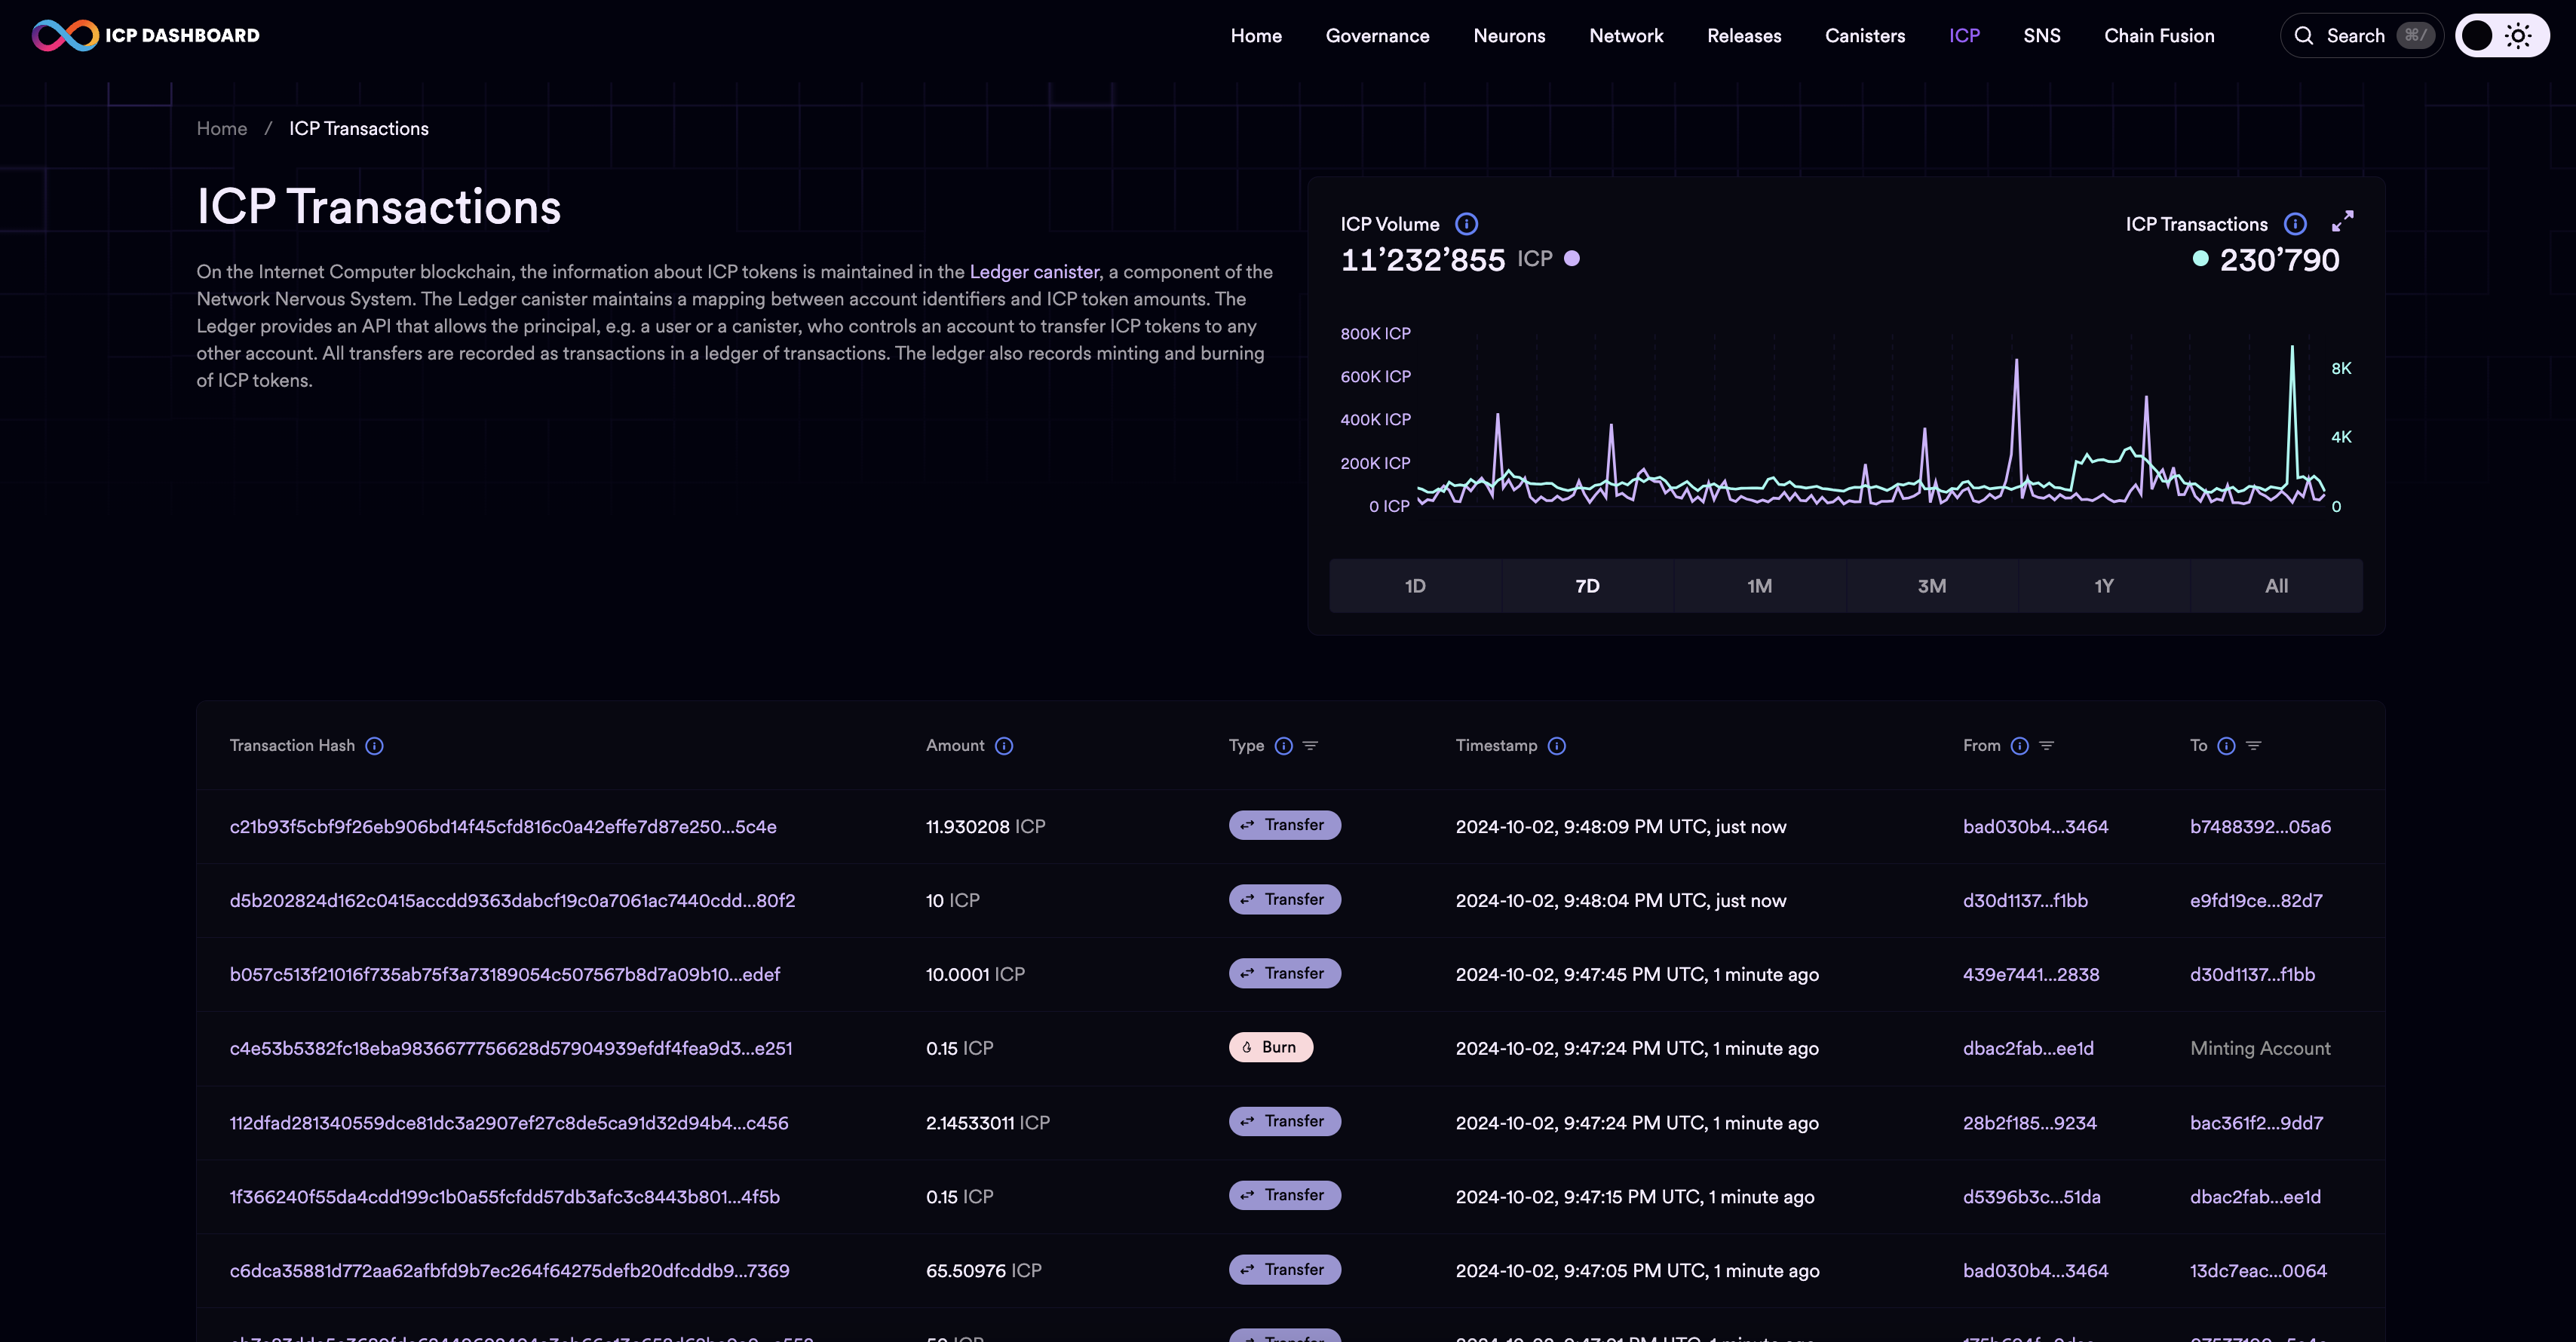 ICP DASHBOARD
Home Governance Neurons Network Releases Canisters ICP SNS Chain Fusion Search ⌘/
Home / ICP Transactions
ICP Transactions
On the Internet Computer blockchain, the information about ICP tokens is maintained in the Ledger canister, a component of the
Network Nervous System. The Ledger canister maintains a mapping between account identifiers and ICP token amounts. The
Ledger provides an API that allows the principal, e.g. a user or a canister, who controls an account to transfer ICP tokens to any
other account. All transfers are recorded as transactions in a ledger of transactions. The ledger also records minting and burning
of ICP tokens.
ICP Volume ICP Transactions
11’232’855 ICP 230’790
800K ICP
600K ICP
400K ICP
200K ICP
0 ICP
8K
4K
0
1D 7D 1M 3M 1Y All
Transaction Hash Amount Type Timestamp From To
c21b93f5cbf9f26eb906bd14f45cfd816c0a42effe7d87e250...5c4e 11.930208 ICP Transfer 2024-10-02, 9:48:09 PM UTC, just now bad030b4...3464 b7488392...05a6
d5b202824d162c0415accdd9363dabcf19c0a7061ac7440cdd...80f2 10 ICP Transfer 2024-10-02, 9:48:04 PM UTC, just now d30d1137...f1bb e9fd19ce...82d7
b057c513f21016f735ab75f3a73189054c507567b8d7a09b10...edef 10.0001 ICP Transfer 2024-10-02, 9:47:45 PM UTC, 1 minute ago 439e7441...2838 d30d1137...f1bb
c4e53b5382fc18eba9836677756628d57904939efdf4fea9d3...e251 0.15 ICP Burn 2024-10-02, 9:47:24 PM UTC, 1 minute ago dbac2fab...ee1d Minting Account
112dfad281340559dce81dc3a2907ef27c8de5ca91d32d94b4...c456 2.14533011 ICP Transfer 2024-10-02, 9:47:24 PM UTC, 1 minute ago 28b2f185...9234 bac361f2...9dd7
1f366240f55da4cdd199c1b0a55fcfdd57db3afc3c8443b801...4f5b 0.15 ICP Transfer 2024-10-02, 9:47:15 PM UTC, 1 minute ago d5396b3c...51da dbac2fab...ee1d
c6dca35881d772aa62afbfd9b7ec264f64275defb20dfcddb9...7369 65.50976 ICP Transfer 2024-10-02, 9:47:05 PM UTC, 1 minute ago bad030b4...3464 13dc7eac...0064